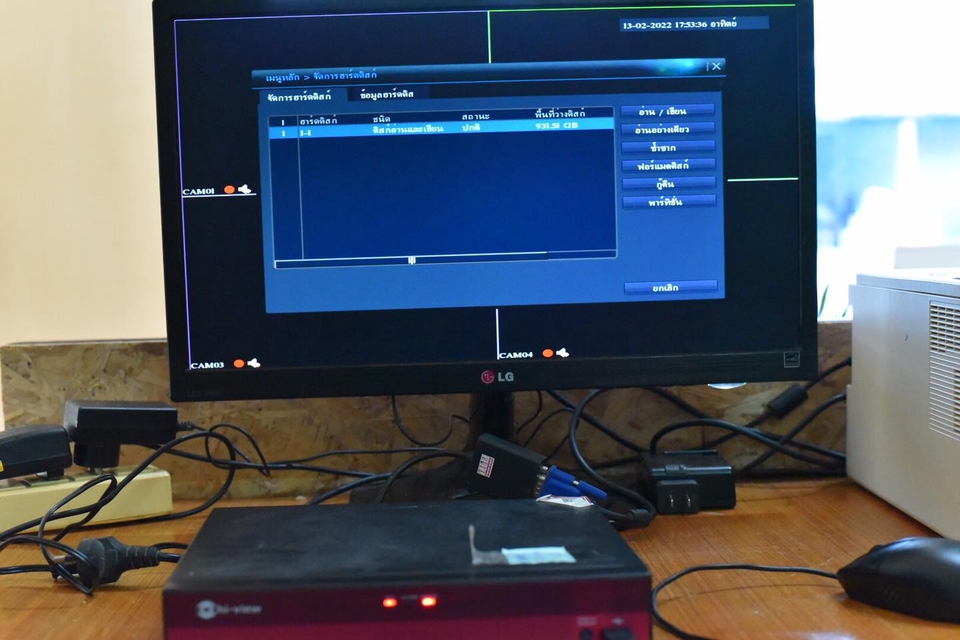 13-02-2022 17:53:36 อาทิตย์
เมนูหลัก > จัดการฮาร์ดดิสก์
จัดการฮาร์ดดิสก์ ข้อมูลฮาร์ดดิส
1 ฮาร์ดดิสก์ ชนิด สถานะ พื้นที่ว่างดิสก์
1 1-1 ดิสก์อ่านและเขียน ปกติ 931.51 GB
อ่าน / เขียน
อ่านอย่างเดียว
ซ้ำซาก
ฟอร์แมตดิสก์
กู้คืน
พาร์ทิชั่น
ยกเลิก
CAM01
CAM03
CAM04
LG
hi-view